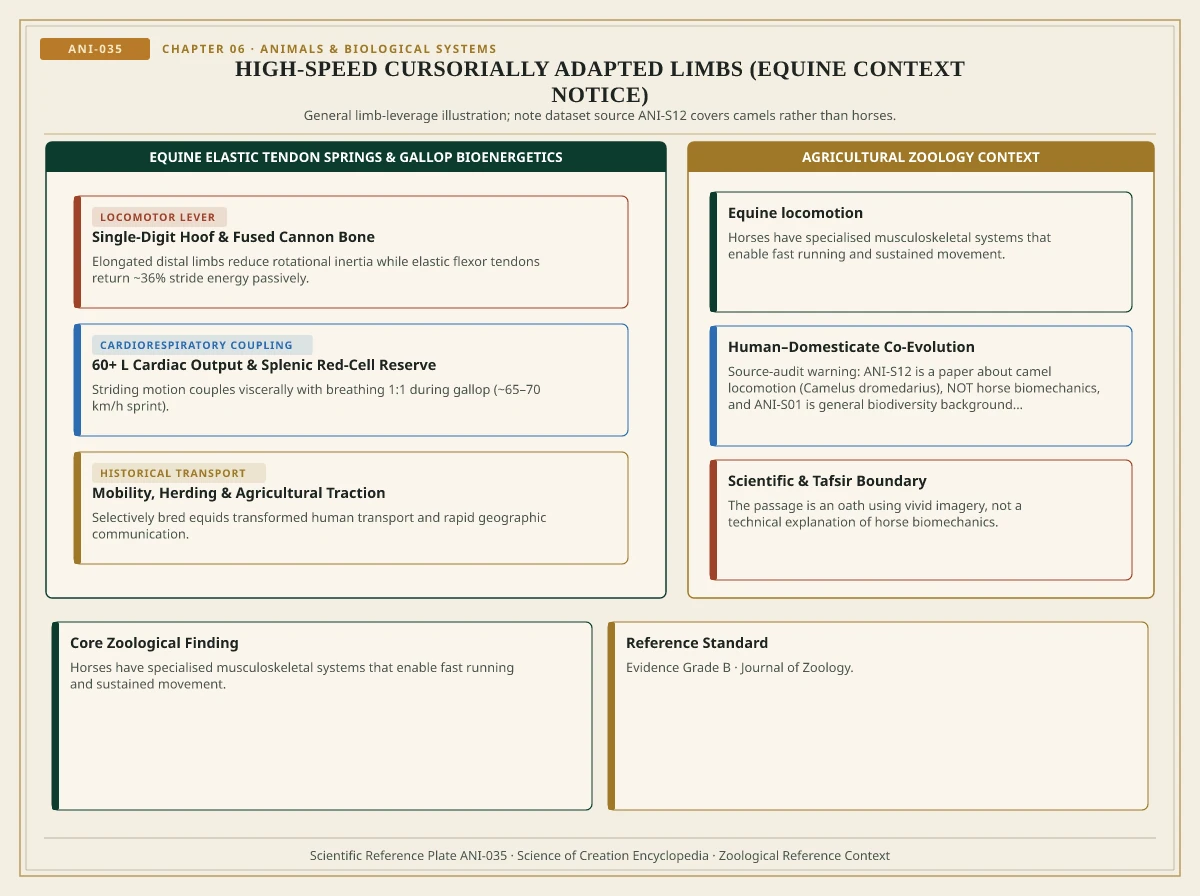 ANI-035
CHAPTER 06 · ANIMALS & BIOLOGICAL SYSTEMS
HIGH-SPEED CURSORIALLY ADAPTED LIMBS (EQUINE CONTEXT
NOTICE)
General limb-leverage illustration; note dataset source ANI-S12 covers camels rather than horses.
EQUINE ELASTIC TENDON SPRINGS & GALLOP BIOENERGETICS
LOCOMOTOR LEVER
Single-Digit Hoof & Fused Cannon Bone
Elongated distal limbs reduce rotational inertia while elastic flexor tendons
return ~36% stride energy passively.
CARDIORESPIRATORY COUPLING
60+ L Cardiac Output & Splenic Red-Cell Reserve
Striding motion couples viscerally with breathing 1:1 during gallop (~65–70
km/h sprint).
HISTORICAL TRANSPORT
Mobility, Herding & Agricultural Traction
Selectively bred equids transformed human transport and rapid geographic
communication.
AGRICULTURAL ZOOLOGY CONTEXT
Equine locomotion
Horses have specialised musculoskeletal systems that
enable fast running and sustained movement.
Human–Domesticate Co-Evolution
Source-audit warning: ANI-S12 is a paper about camel
locomotion (Camelus dromedarius), NOT horse biomechanics,
and ANI-S01 is general biodiversity background...
Scientific & Tafsir Boundary
The passage is an oath using vivid imagery, not a
technical explanation of horse biomechanics.
Core Zoological Finding
Horses have specialised musculoskeletal systems that enable fast running
and sustained movement.
Reference Standard
Evidence Grade B · Journal of Zoology.
Scientific Reference Plate ANI-035 · Science of Creation Encyclopedia · Zoological Reference Context